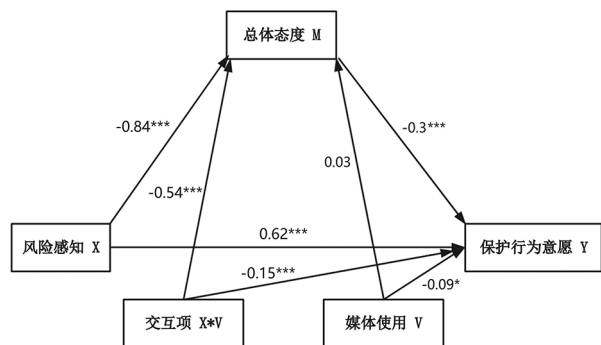 总体态度 M
-0.84***
-0.3***
-0.54***
0.03
风险感知 X
0.62***
保护行为意愿 Y
-0.15***
-0.09*
交互项 X*V
媒体使用 V